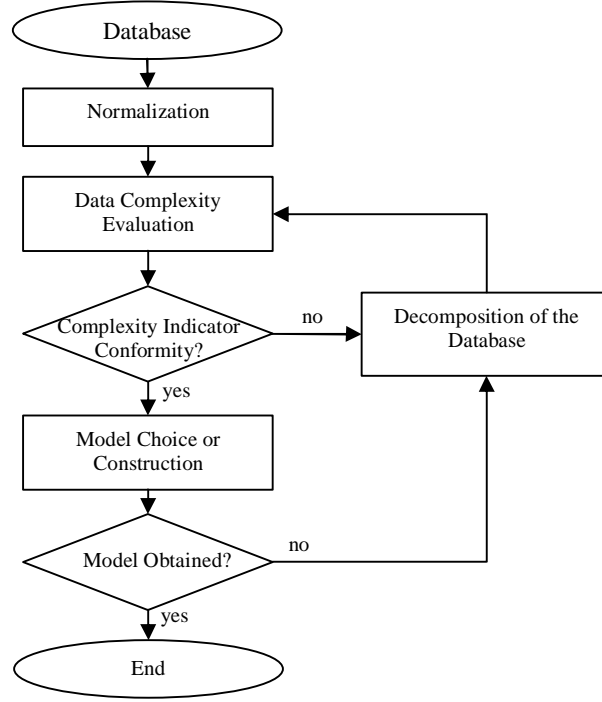 Database
Normalization
Data Complexity
Evaluation
Complexity Indicator
Conformity?
no
Decomposition of the
Database
yes
Model Choice or
Construction
Model Obtained?
no
yes
End